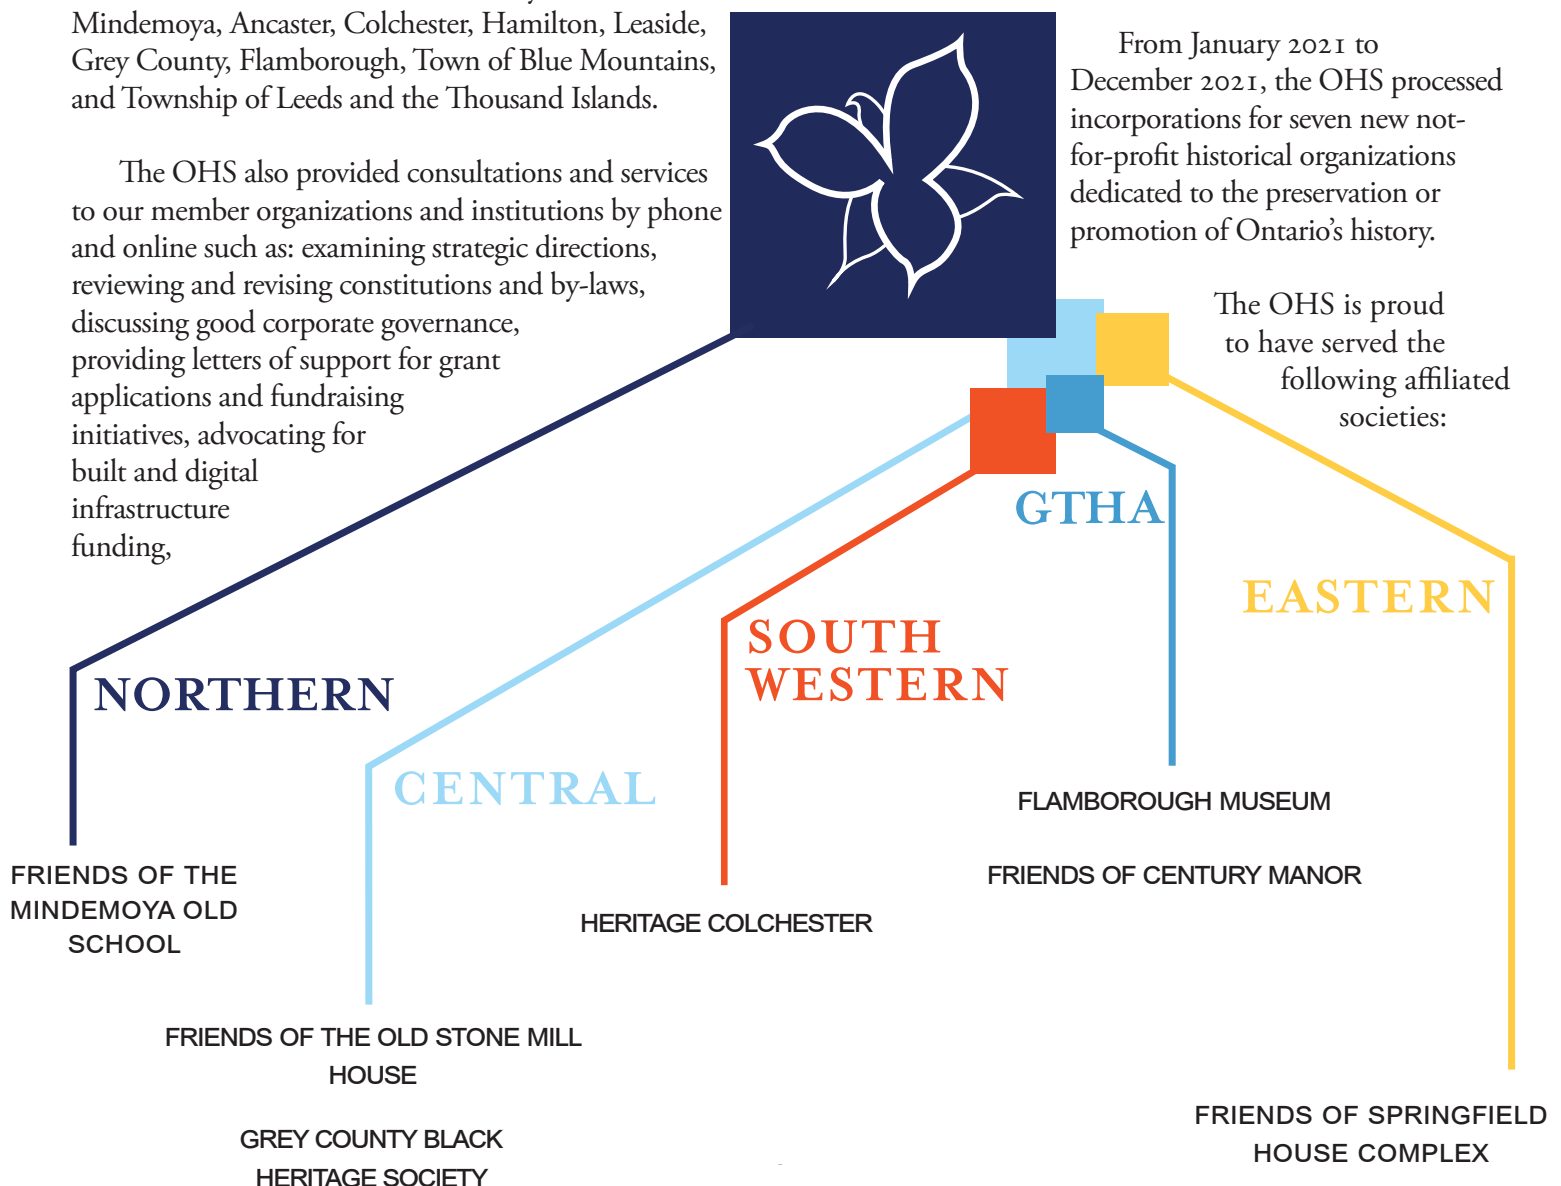 Mindemoya, Ancaster, Colchester, Hamilton, Leaside,
Grey County, Flamborough, Town of Blue Mountains,
and Township of Leeds and the Thousand Islands.
The OHS also provided consultations and services
to our member organizations and institutions by phone
and online such as: examining strategic directions,
reviewing and revising constitutions and by-laws,
discussing good corporate governance,
providing letters of support for grant
applications and fundraising
initiatives, advocating for
built and digital
infrastructure
funding,
From January 2021 to
December 2021, the OHS processed
incorporations for seven new not-
for-profit historical organizations
dedicated to the preservation or
promotion of Ontario's history.
The OHS is proud
to have served the
following affiliated
societies:
NORTHERN
FRIENDS OF THE
MINDEMOYA OLD
SCHOOL
CENTRAL
FRIENDS OF THE OLD STONE MILL
HOUSE
GREY COUNTY BLACK
HERITAGE SOCIETY
SOUTH
WESTERN
HERITAGE COLCHESTER
GTHA
FLAMBOROUGH MUSEUM
FRIENDS OF CENTURY MANOR
EASTERN
FRIENDS OF SPRINGFIELD
HOUSE COMPLEX